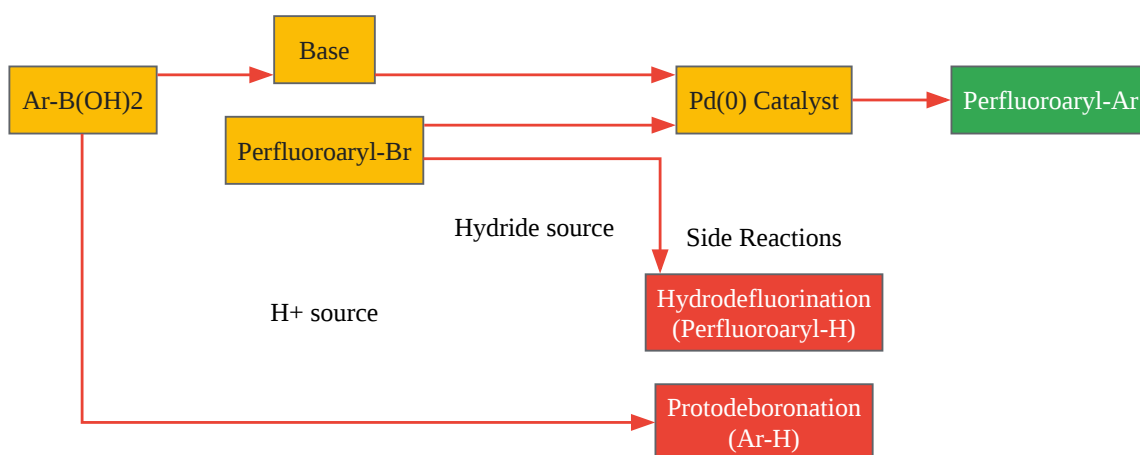 Base
Ar-B(OH)2
Pd(0) Catalyst
Perfluoroaryl-Ar
Perfluoroaryl-Br
Hydride source
Side Reactions
Hydrodefluorination
(Perfluoroaryl-H)
H+ source
Protodeboronation
(Ar-H)